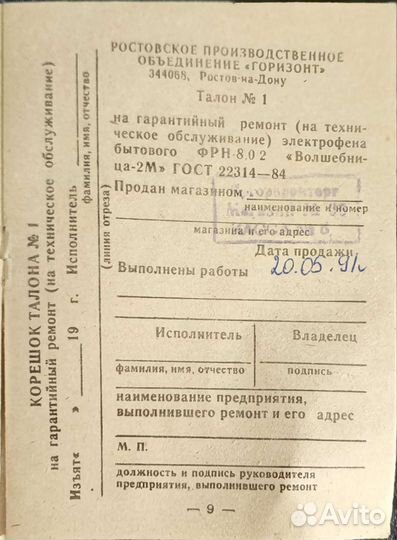 РОСТОВСКОЕ ПРОИЗВОДСТВЕННОЕ
ОБЪЕДИНЕНИЕ «ГОРИЗОНТ»
344068, Ростов-на-Дону
Талон № 1
на гарантийный ремонт (на техни-
ческое обслуживание) электрофена
бытового ФРН-8.02 «Волшебни-
ца-2М» ГОСТ 22314—84
Продан магазином
наименование и номер
магазина и его адрес
Дата продажи
Выполнены работы 20.05.91г
Исполнитель Владелец
фамилия, имя, отчество подпись
наименование предприятия,
выполнившего ремонт и его адрес
М. П.
должность и подпись руководителя
предприятия, выполнившего ремонт
— 9 —
КОРЕШОК ТАЛОНА № 1
на гарантийный ремонт (на техническое обслуживание)
Изъят« » 19 г. Исполнитель
фамилия, имя, отчество
(линия отреза)
Avito